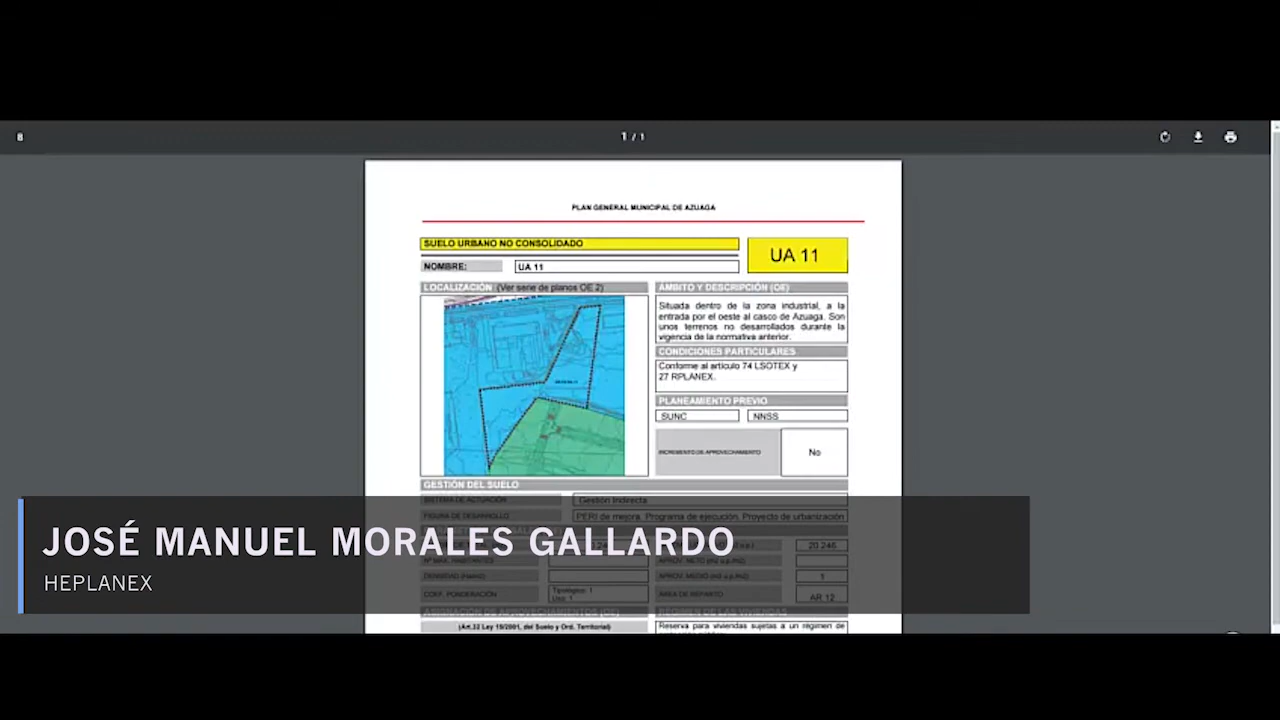 8
1 / 1
PLAN GENERAL MUNICIPAL DE AZUAGA
SUELO URBANO NO CONSOLIDADO
UA 11
NOMBRE:
UA 11
LOCALIZACIÓN (Ver serie de planos OE 2)
ÁMBITO Y DESCRIPCIÓN (OE)
Situada dentro de la zona industrial, a la
entrada por el oeste al casco de Azuaga. Son
unos terrenos no desarrollados durante la
vigencia de la normativa anterior.
CONDICIONES PARTICULARES
Conforme al artículo 74 LSOTEX y
27 RPLANEX.
PLANEAMIENTO PREVIO
SUNC
NNSS
INCREMENTO DE APROVECHAMIENTO
No
GESTIÓN DEL SUELO
SISTEMA DE ACTUACIÓN
Gestión Indirecta
FIGURA DE DESARROLLO
PERI de mejora. Programa de ejecución. Proyecto de urbanización
JOSÉ MANUEL MORALES GALLARDO
20.246
HEPLANEX
DENSIDAD
APROV. MEDIO
1
COEF. PONDERACIÓN
Tipológico: 1
Uso: 1
ÁREA DE REPARTO
AR 12
ASIGNACIÓN DE APROVECHAMIENTOS (OE)
RÉGIMEN DE LAS VIVIENDAS
(Art.32 Ley 15/2001, del Suelo y Ord. Territorial)
Reserva para viviendas sujetas a un régimen de